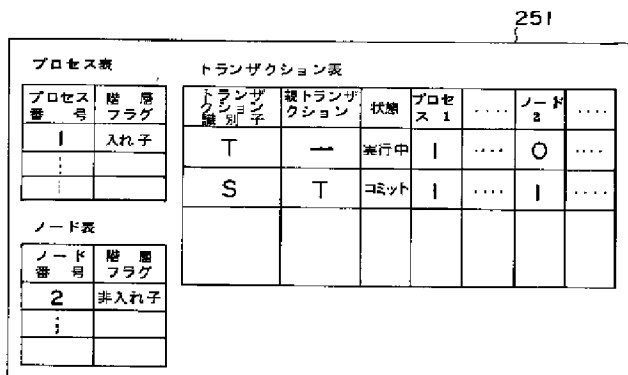 251
プロセス表
プロセス 番号 階層 フラグ
1 入れ子
ノード表
ノード 番号 階層 フラグ
2 非入れ子
トランザクション表
トランザクション 識別子 親トランザクション 状態 プロセス 1 ‥‥ ノード 2 ‥‥
T — 実行中 1 ‥‥ 0 ‥‥
S T コミット 1 ‥‥ 1 ‥‥